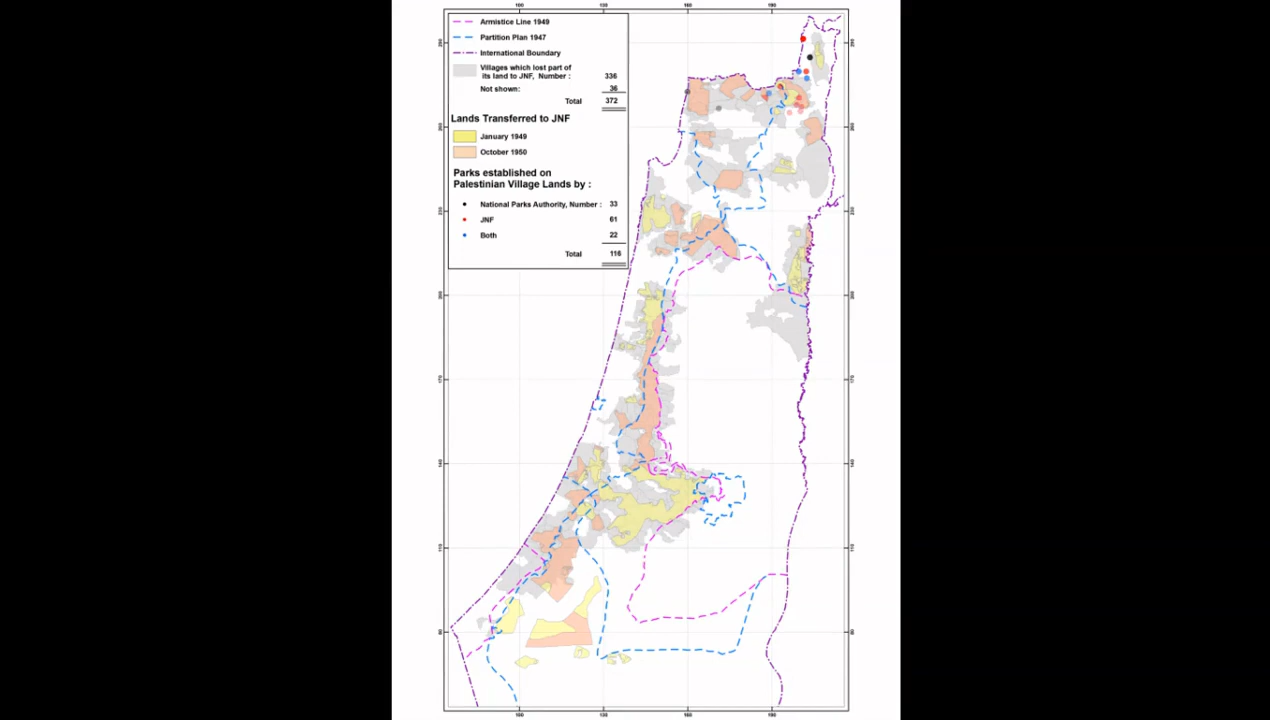 Armistice Line 1949
Partition Plan 1947
International Boundary
Villages which lost part of
its land to JNF, Number : 336
Not shown: 36
Total 372
Lands Transferred to JNF
January 1949
October 1950
Parks established on
Palestinian Village Lands by :
National Parks Authority, Number : 33
JNF 61
Both 22
Total 116